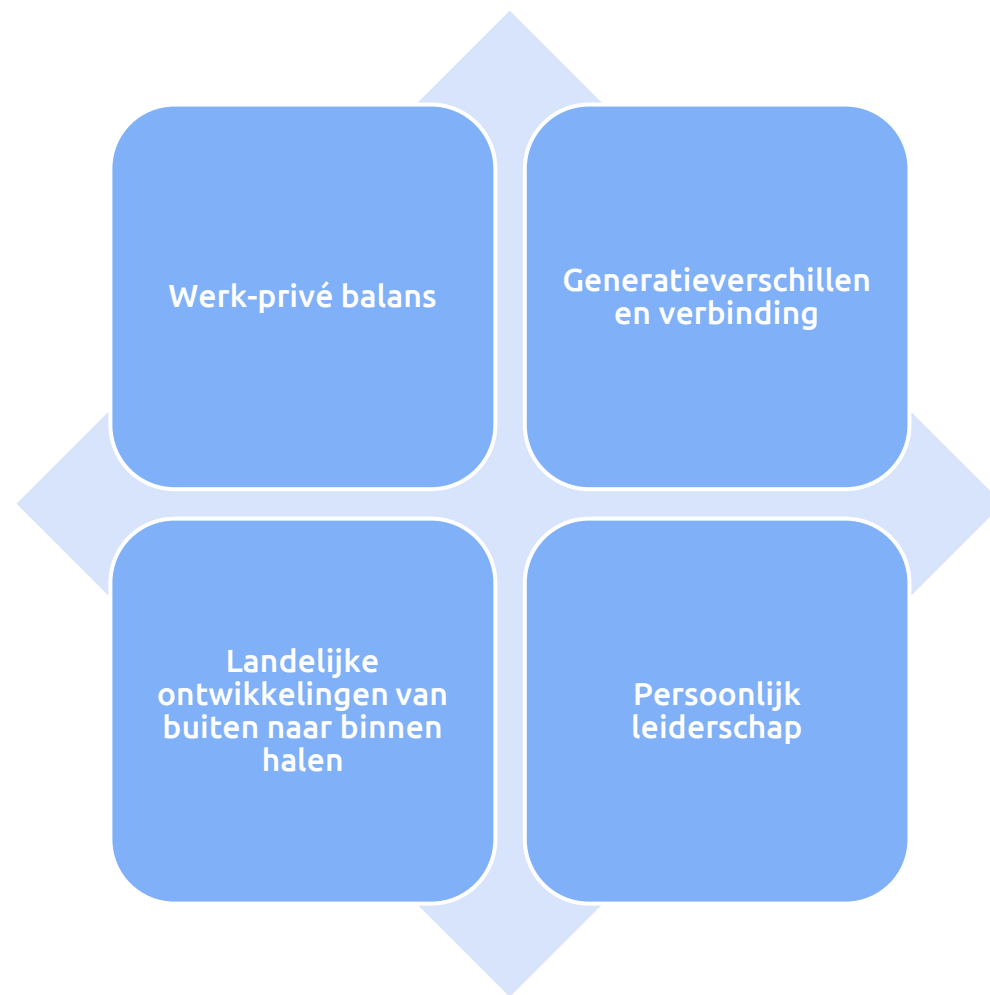 Werk-privé balans
Generatieverschillen
en verbinding
Landelijke
ontwikkelingen van
buiten naar binnen
halen
Persoonlijk
leiderschap